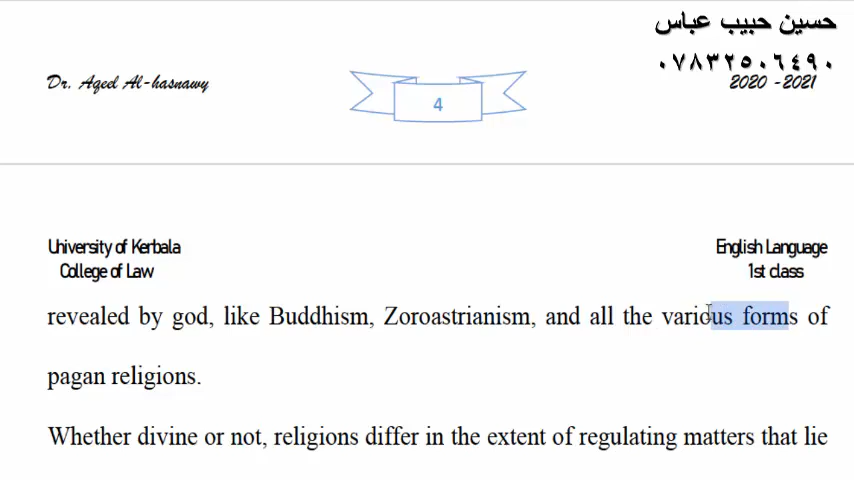 حسين حبيب عباس
٠٧٨٣٢٥٠٦٤٩٠
Dr. Aqeel Al-hasnawy
4
2020 -2021
University of Kerbala
English Language
College of Law
1st class
revealed by god, like Buddhism, Zoroastrianism, and all the various forms of
pagan religions.
Whether divine or not, religions differ in the extent of regulating matters that lie